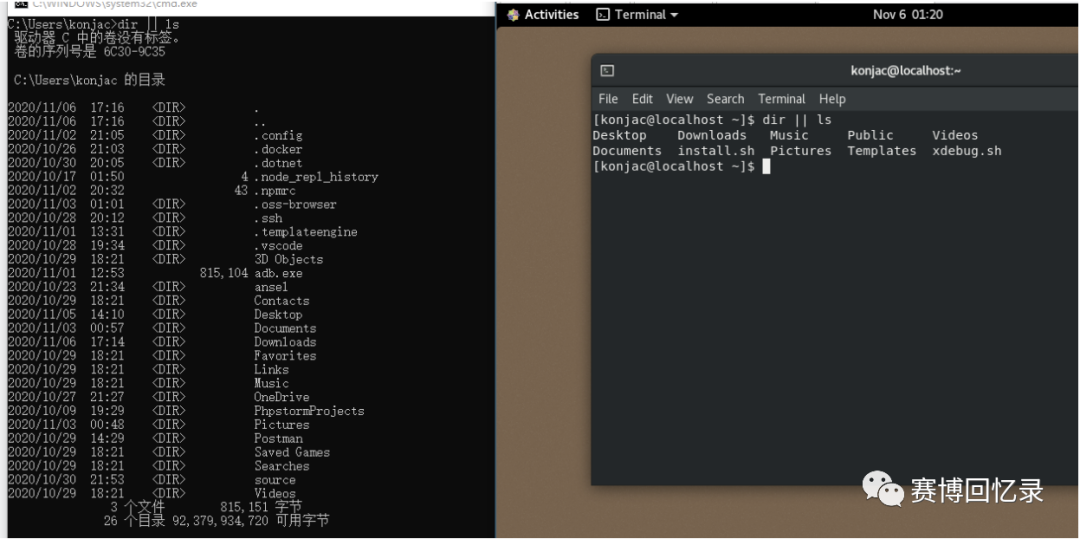 C:\WINDOWS\system32\cmd.exe
C:\Users\konjac>dir || ls
驱动器 C 中的卷没有标签。
卷的序列号是 6C30-9C35
C:\Users\konjac 的目录
2020/11/06 17:16 <DIR> .
2020/11/06 17:16 <DIR> ..
2020/11/02 21:05 <DIR> .config
2020/10/26 21:03 <DIR> .docker
2020/10/30 20:05 <DIR> .dotnet
2020/10/17 01:50 4 .node_repl_history
2020/11/02 20:32 43 .npmrc
2020/11/03 01:01 <DIR> .oss-browser
2020/10/28 20:12 <DIR> .ssh
2020/11/01 13:31 <DIR> .templateengine
2020/10/28 19:34 <DIR> .vscode
2020/10/29 18:21 <DIR> 3D Objects
2020/11/01 12:53 815,104 adb.exe
2020/10/23 21:34 <DIR> ansel
2020/10/29 18:21 <DIR> Contacts
2020/11/05 14:10 <DIR> Desktop
2020/11/03 00:57 <DIR> Documents
2020/11/06 17:14 <DIR> Downloads
2020/10/29 18:21 <DIR> Favorites
2020/10/29 18:21 <DIR> Links
2020/10/29 18:21 <DIR> Music
2020/10/27 21:27 <DIR> OneDrive
2020/10/09 19:29 <DIR> PhpstormProjects
2020/11/03 00:48 <DIR> Pictures
2020/10/29 14:29 <DIR> Postman
2020/10/29 18:21 <DIR> Saved Games
2020/10/29 18:21 <DIR> Searches
2020/10/30 21:53 <DIR> source
2020/10/29 18:21 <DIR> Videos
3 个文件 815,151 字节
26 个目录 92,379,934,720 可用字节
Activities Terminal Nov 6 01:20
konjac@localhost:~
File Edit View Search Terminal Help
[konjac@localhost ~]$ dir || ls
Desktop Downloads Music Public Videos
Documents install.sh Pictures Templates xdebug.sh
[konjac@localhost ~]$
赛博回忆录